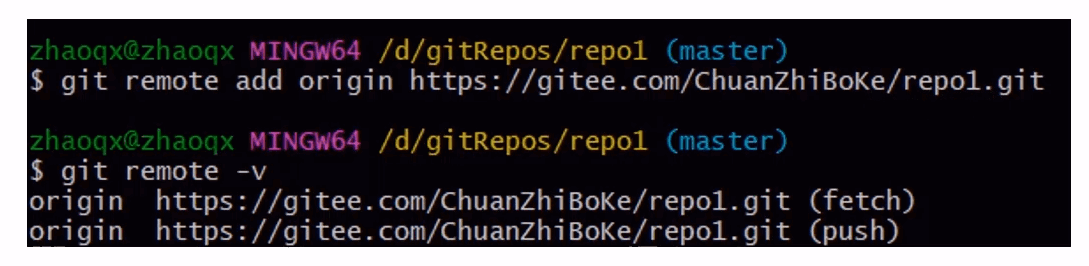 zhaoqx@zhaoqx MINGW64 /d/gitRepos/repo1 (master)
$ git remote add origin https://gitee.com/ChuanZhiBoKe/repo1.git
zhaoqx@zhaoqx MINGW64 /d/gitRepos/repo1 (master)
$ git remote -v
origin  https://gitee.com/ChuanZhiBoKe/repo1.git (fetch)
origin  https://gitee.com/ChuanZhiBoKe/repo1.git (push)